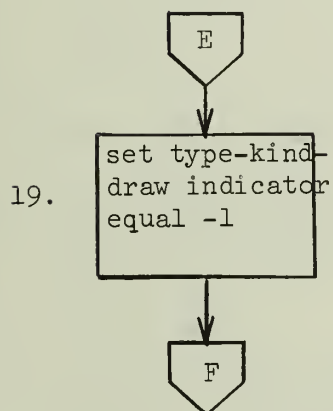 E
19.
set type-kind-
draw indicator
equal -1
F